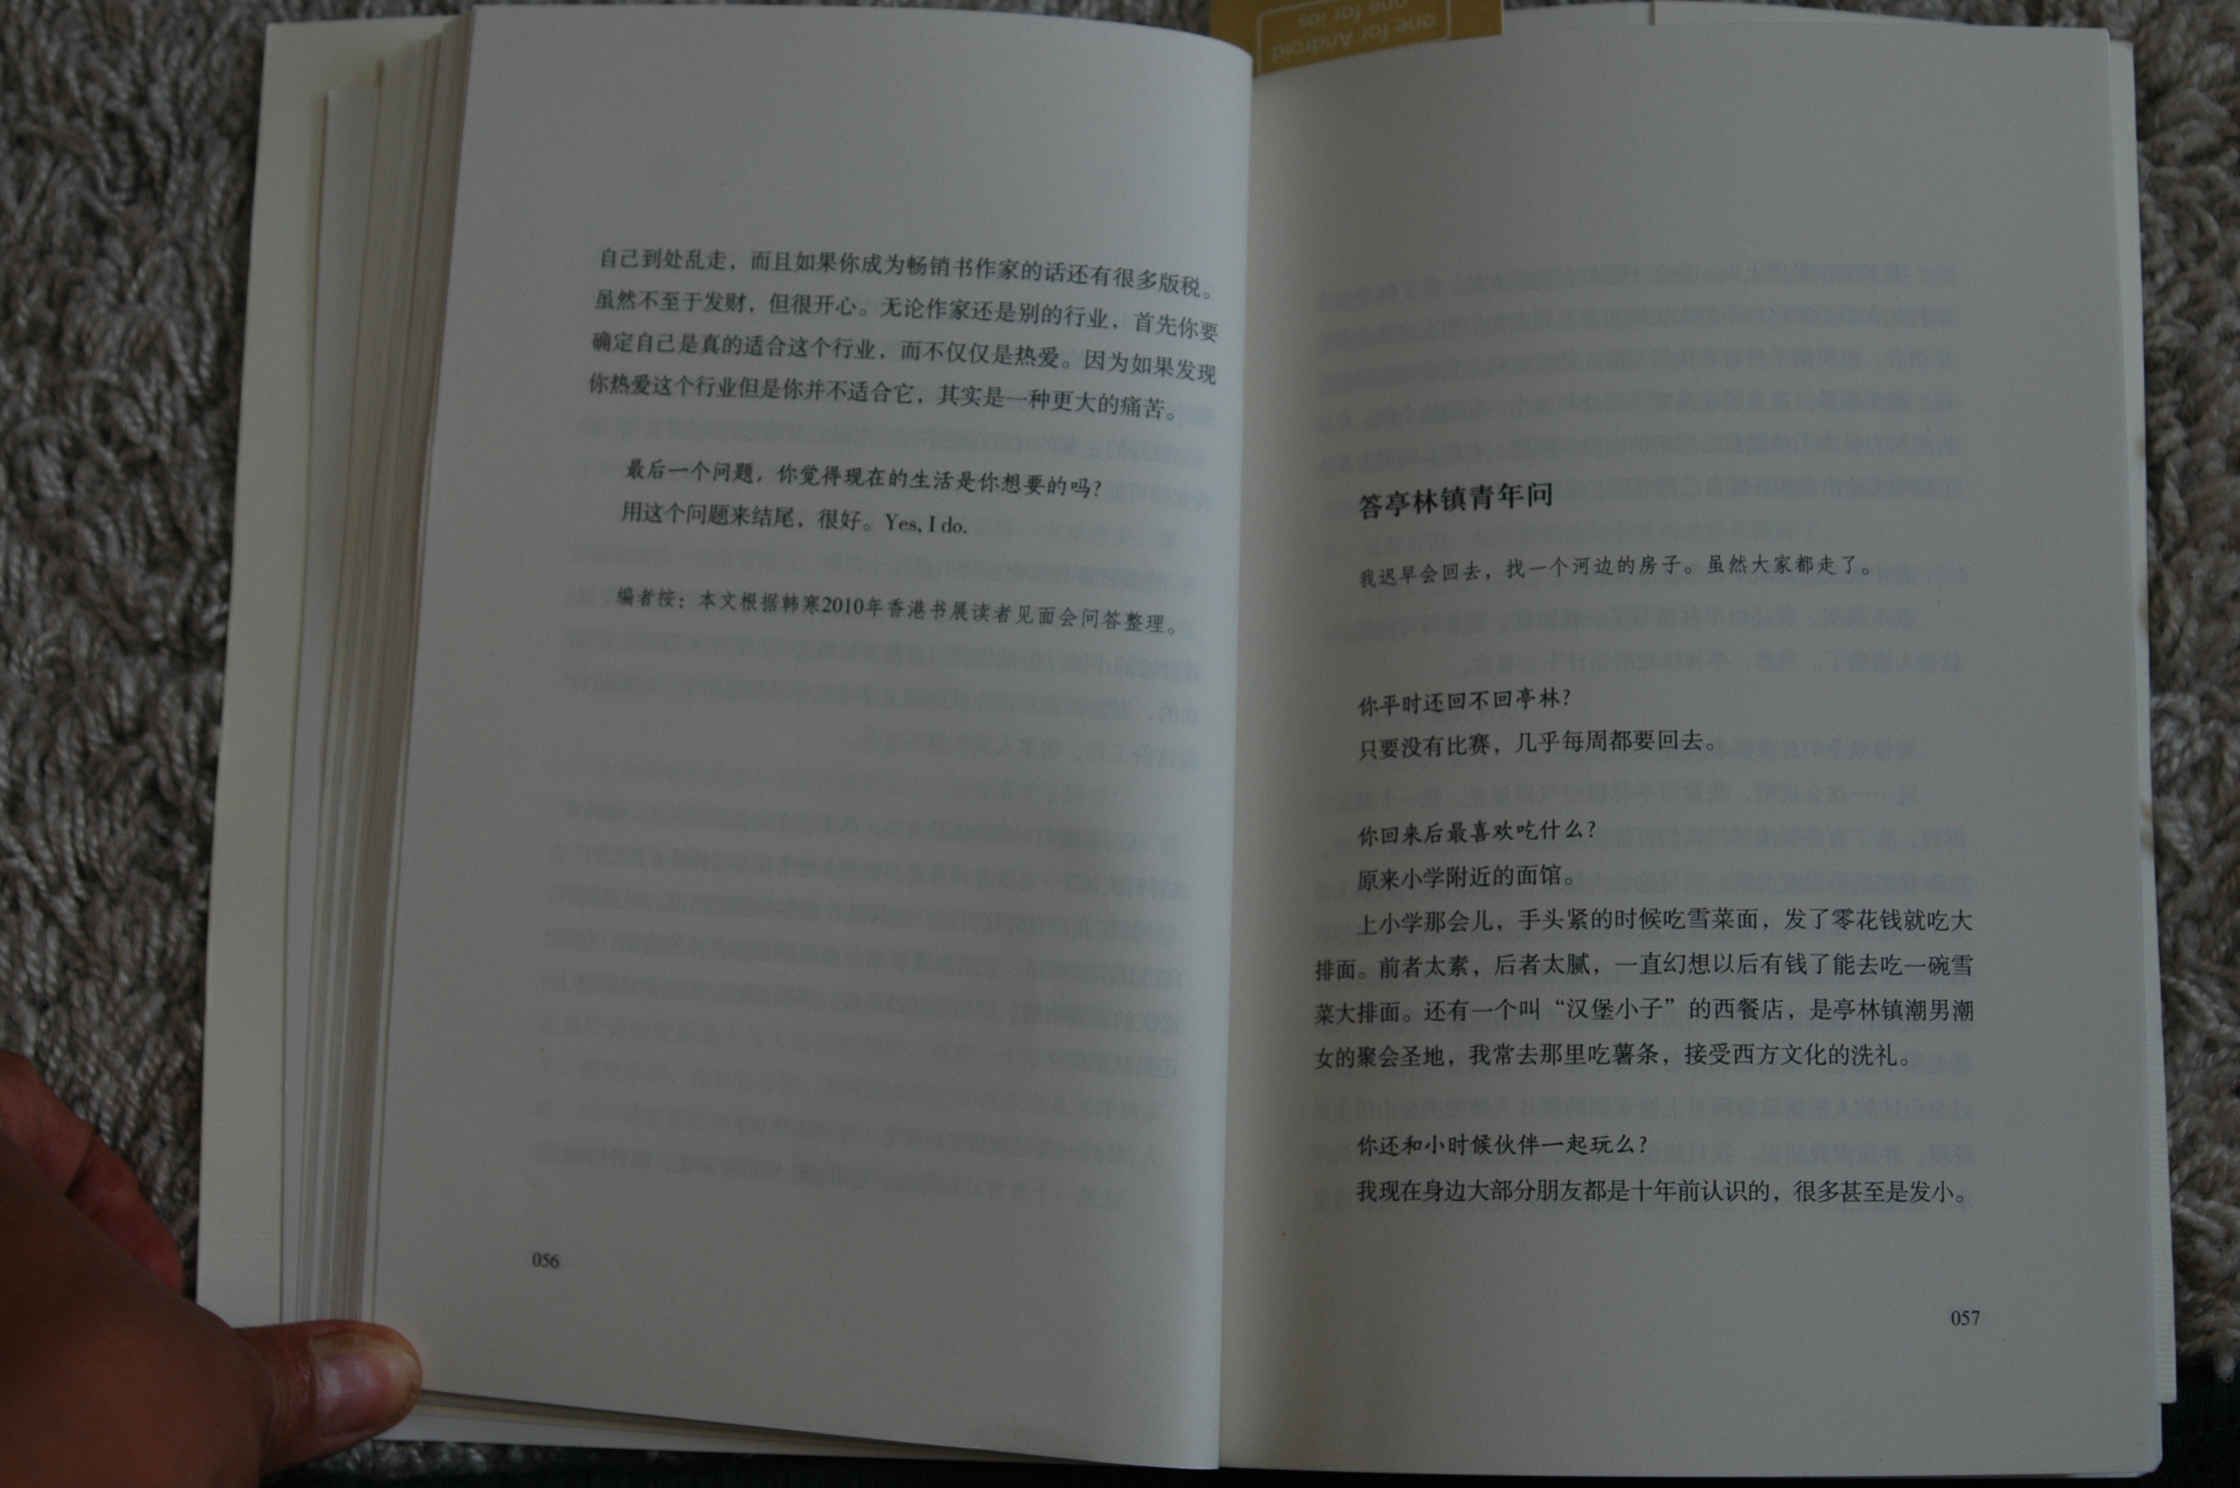 one for Android
one for ios
自己到处乱走，而且如果你成为畅销书作家的话还有很多版税。
虽然不至于发财，但很开心。无论作家还是别的行业，首先你要
确定自己是真的适合这个行业，而不仅仅是热爱。因为如果发现
你热爱这个行业但是你并不适合它，其实是一种更大的痛苦。
最后一个问题，你觉得现在的生活是你想要的吗？
用这个问题来结尾，很好。Yes, I do.
编者按：本文根据韩寒2010年香港书展读者见面会问答整理。
056
答亭林镇青年问
我迟早会回去，找一个河边的房子。虽然大家都走了。
你平时还回不回亭林？
只要没有比赛，几乎每周都要回去。
你回来后最喜欢吃什么？
原来小学附近的面馆。
上小学那会儿，手头紧的时候吃雪菜面，发了零花钱就吃大
排面。前者太素，后者太腻，一直幻想以后有钱了能去吃一碗雪
菜大排面。还有一个叫“汉堡小子”的西餐店，是亭林镇潮男潮
女的聚会圣地，我常去那里吃薯条，接受西方文化的洗礼。
你还和小时候伙伴一起玩么？
我现在身边大部分朋友都是十年前认识的，很多甚至是发小。
057